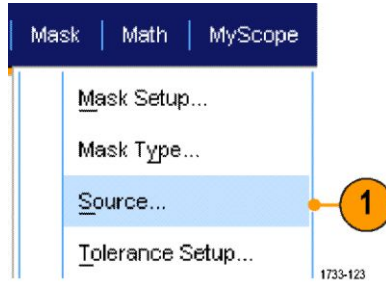 Mask Math MyScope
Mask Setup...
Mask Type...
Source...
1
Tolerance Setup...
1733-123